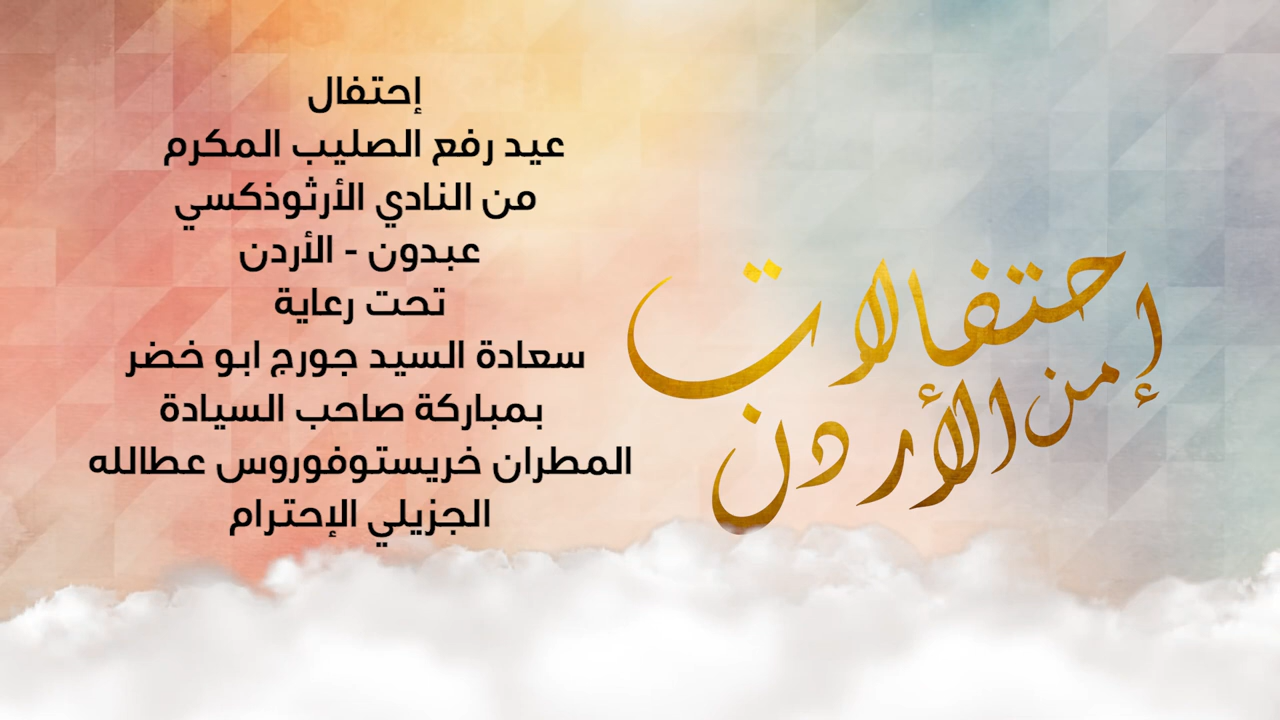 إحتفال
عيد رفع الصليب المكرم
من النادي الأرثوذكسي
عبدون - الأردن
تحت رعاية
سعادة السيد جورج ابو خضر
بمباركة صاحب السيادة
المطران خريستوفوروس عطالله
الجزيلي الإحترام
إحتفالات
من الأردن